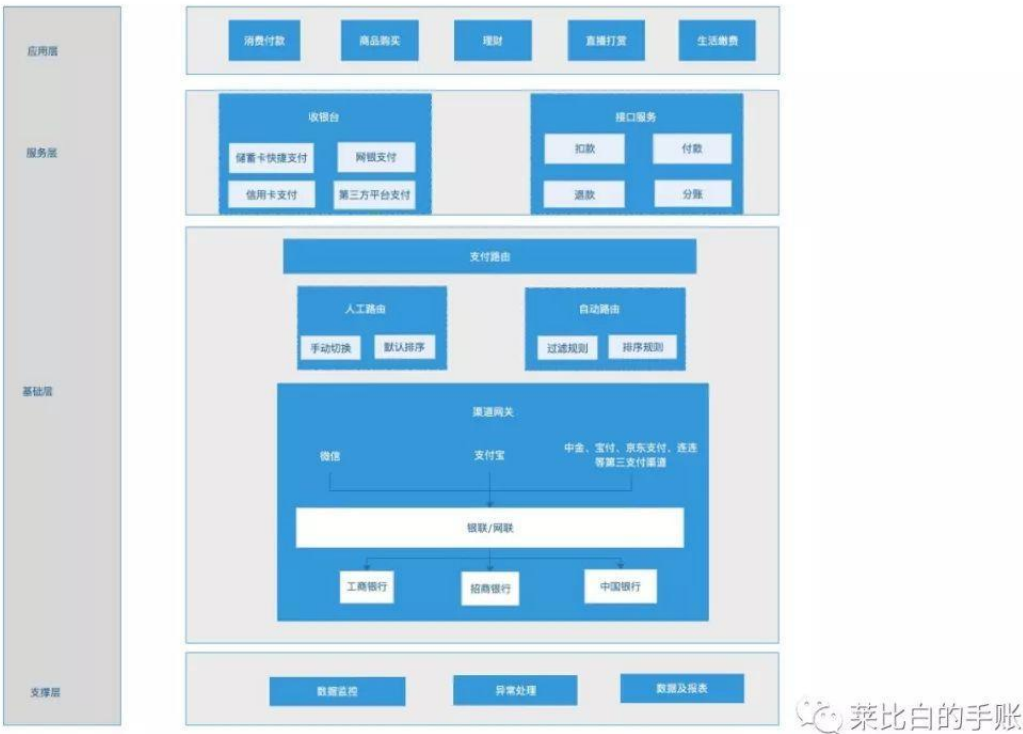 应用层
消费付款
商品购买
理财
直播打赏
生活缴费
服务层
收银台
储蓄卡快捷支付
网银支付
信用卡支付
第三方平台支付
接口服务
扣款
付款
退款
分账
基础层
支付路由
人工路由
手动切换
默认排序
自动路由
过滤规则
排序规则
渠道网关
微信
支付宝
中金、宝付、京东支付、连连
等第三支付渠道
银联/网联
工商银行
招商银行
中国银行
支撑层
数据监控
异常处理
数据及报表
莱比白的手账